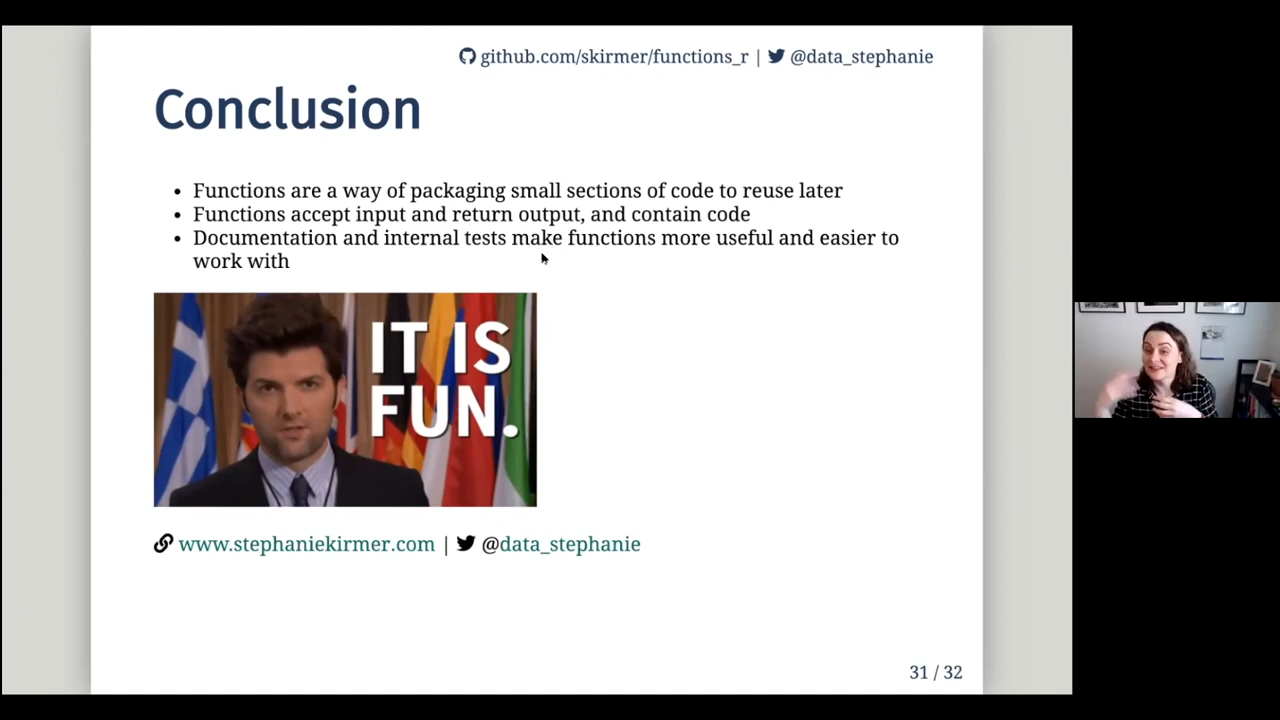 github.com/skirmer/functions_r | @data_stephanie
Conclusion
• Functions are a way of packaging small sections of code to reuse later
• Functions accept input and return output, and contain code
• Documentation and internal tests make functions more useful and easier to
work with
IT IS
FUN.
www.stephaniekirmer.com | @data_stephanie
31 / 32